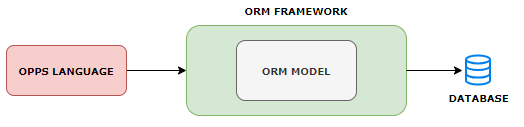 ORM FRAMEWORK
OPPS LANGUAGE
ORM MODEL
DATABASE